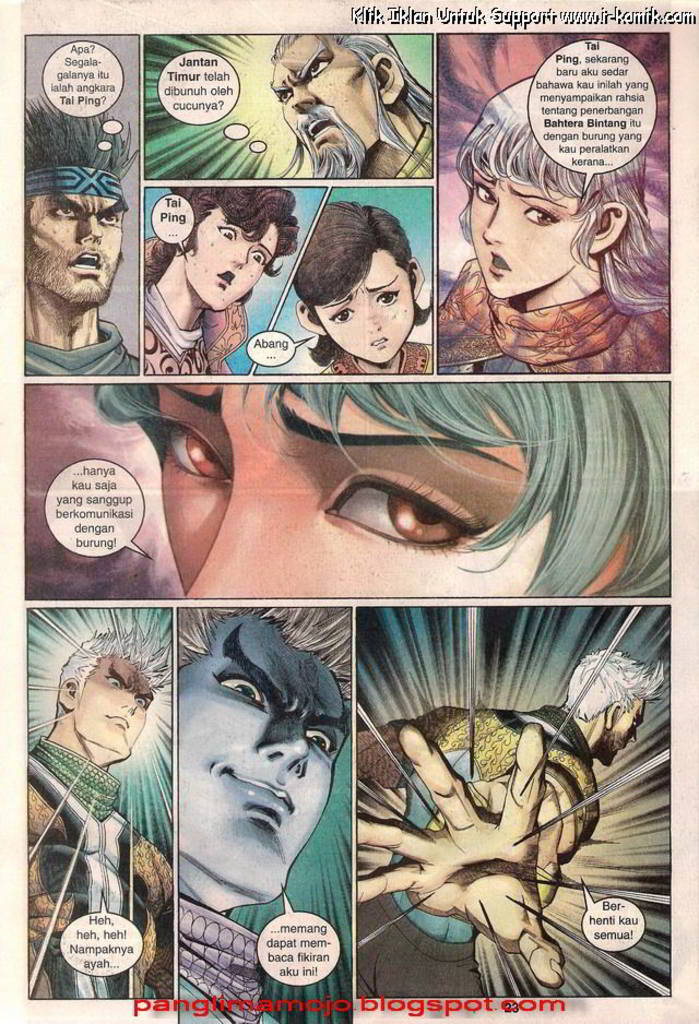 Klik Iklan Untuk Support www.ir-komik.com
Apa?
Segala-
galanya itu
ialah angkara
Tai Ping?
Jantan
Timur telah
dibunuh oleh
cucunya?
Tai
Ping
...
Abang
...
Tai
Ping, sekarang
baru aku sedar
bahawa kau inilah yang
menyampaikan rahsia
tentang penerbangan
Bahtera Bintang itu
dengan burung yang
kau peralatkan
kerana...
...hanya
kau saja
yang sanggup
berkomunikasi
dengan
burung!
Heh,
heh, heh!
Nampaknya
ayah...
...memang
dapat mem-
baca fikiran
aku ini!
Ber-
henti kau
semua!
23
panglimamojo.blogspot.com